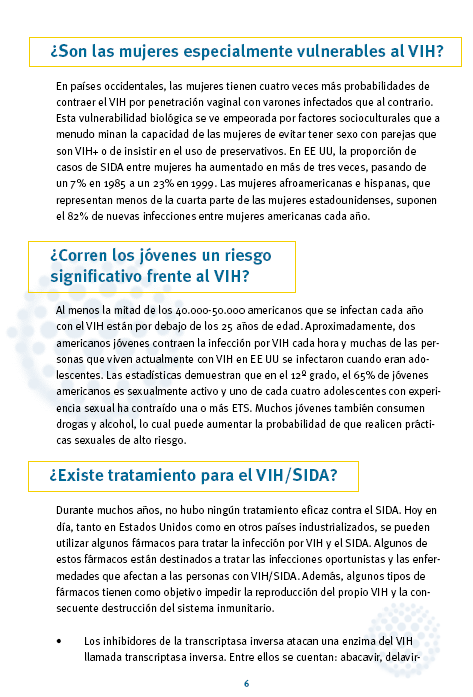 ¿Son las mujeres especialmente vulnerables al VIH?
En países occidentales, las mujeres tienen cuatro veces más probabilidades de
contraer el VIH por penetración vaginal con varones infectados que al contrario.
Esta vulnerabilidad biológica se ve empeorada por factores socioculturales que a
menudo minan la capacidad de las mujeres de evitar tener sexo con parejas que
son VIH+ o de insistir en el uso de preservativos. En EE UU, la proporción de
casos de SIDA entre mujeres ha aumentado en más de tres veces, pasando de
un 7% en 1985 a un 23% en 1999. Las mujeres afroamericanas e hispanas, que
representan menos de la cuarta parte de las mujeres estadounidenses, suponen
el 82% de nuevas infecciones entre mujeres americanas cada año.
¿Corren los jóvenes un riesgo
significativo frente al VIH?
Al menos la mitad de los 40.000-50.000 americanos que se infectan cada año
con el VIH están por debajo de los 25 años de edad. Aproximadamente, dos
americanos jóvenes contraen la infección por VIH cada hora y muchas de las per-
sonas que viven actualmente con VIH en EE UU se infectaron cuando eran ado-
lescentes. Las estadísticas demuestran que en el 12º grado, el 65% de jóvenes
americanos es sexualmente activo y uno de cada cuatro adolescentes con experi-
encia sexual ha contraído una o más ETS. Muchos jóvenes también consumen
drogas y alcohol, lo cual puede aumentar la probabilidad de que realicen prácti-
cas sexuales de alto riesgo.
¿Existe tratamiento para el VIH/SIDA?
Durante muchos años, no hubo ningún tratamiento eficaz contra el SIDA. Hoy en
día, tanto en Estados Unidos como en otros países industrializados, se pueden
utilizar algunos fármacos para tratar la infección por VIH y el SIDA. Algunos de
estos fármacos están destinados a tratar las infecciones oportunistas y las enfer-
medades que afectan a las personas con VIH/SIDA. Además, algunos tipos de
fármacos tienen como objetivo impedir la reproducción del propio VIH y la con-
secuente destrucción del sistema inmunitario.
• Los inhibidores de la transcriptasa inversa atacan una enzima del VIH
llamada transcriptasa inversa. Entre ellos se cuentan: abacavir, delavir-
6